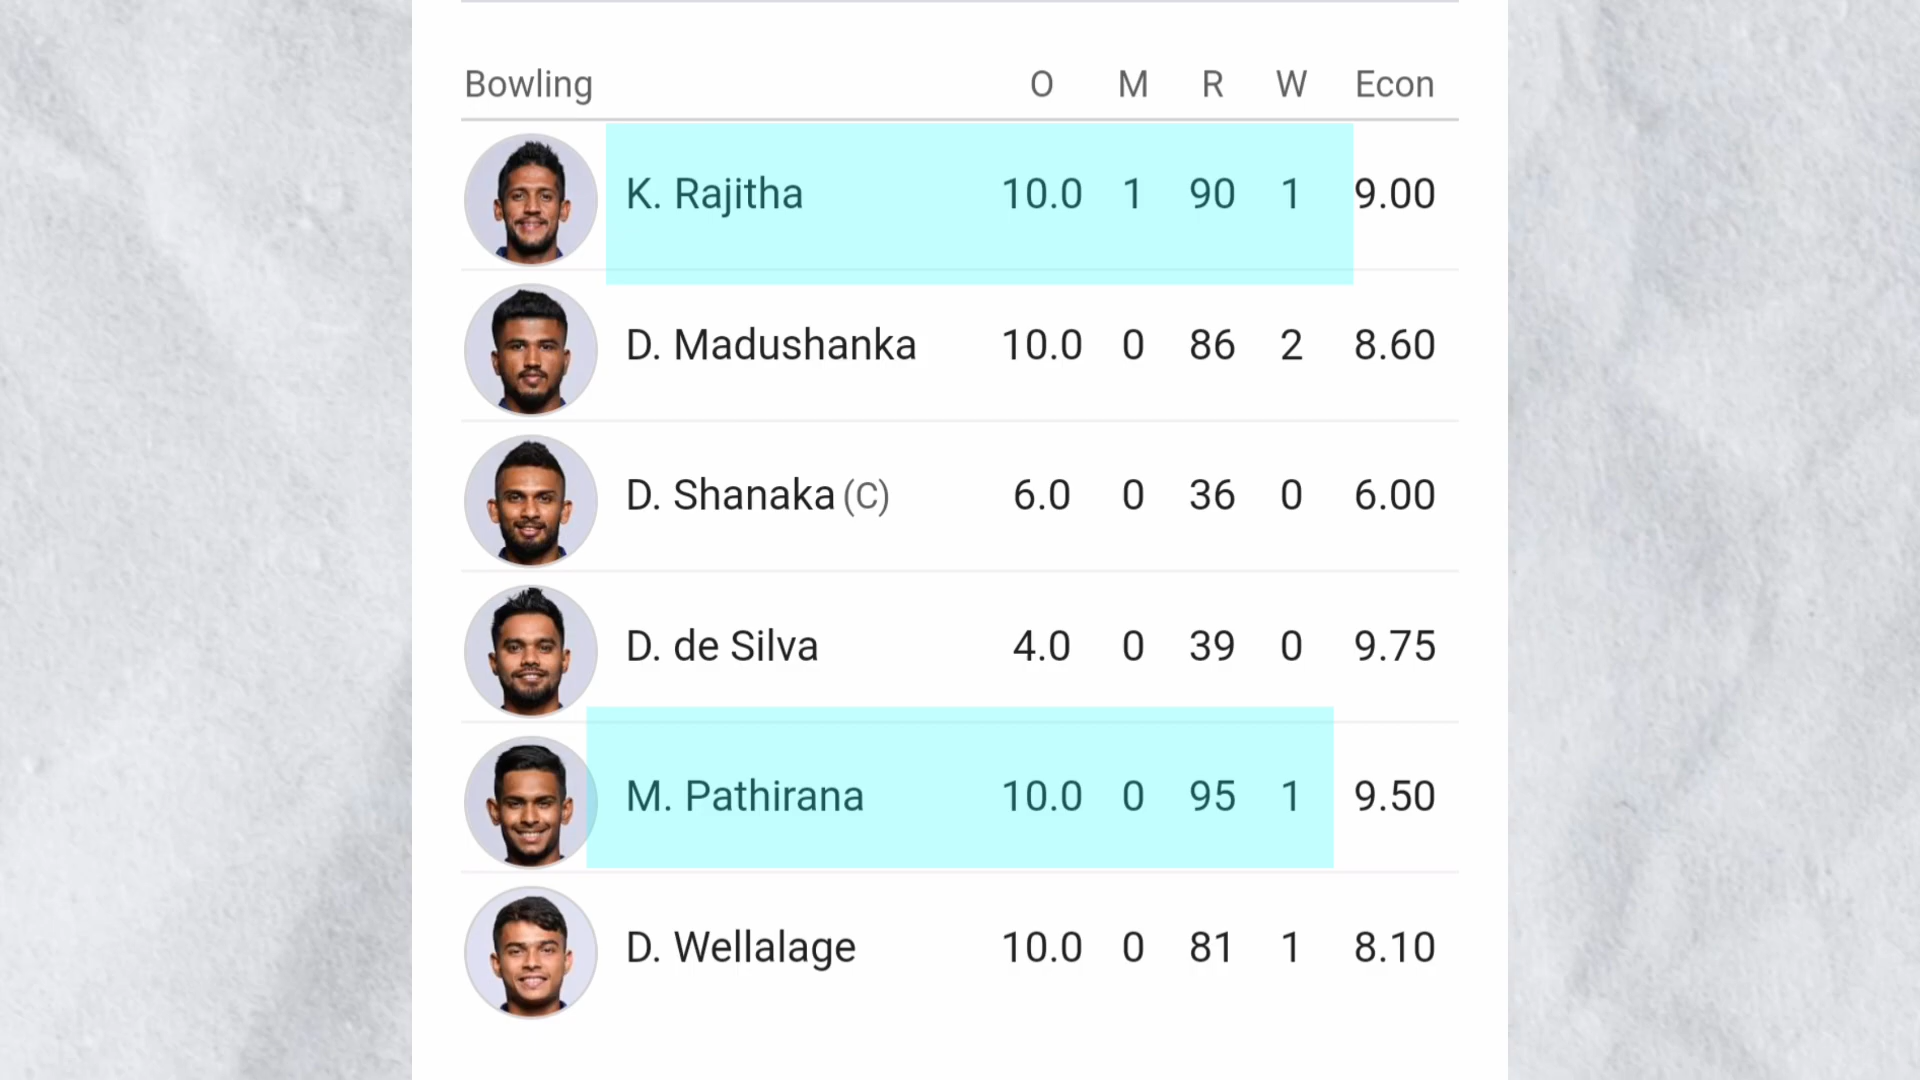 Bowling O M R W Econ
K. Rajitha 10.0 1 90 1 9.00
D. Madushanka 10.0 0 86 2 8.60
D. Shanaka (C) 6.0 0 36 0 6.00
D. de Silva 4.0 0 39 0 9.75
M. Pathirana 10.0 0 95 1 9.50
D. Wellalage 10.0 0 81 1 8.10